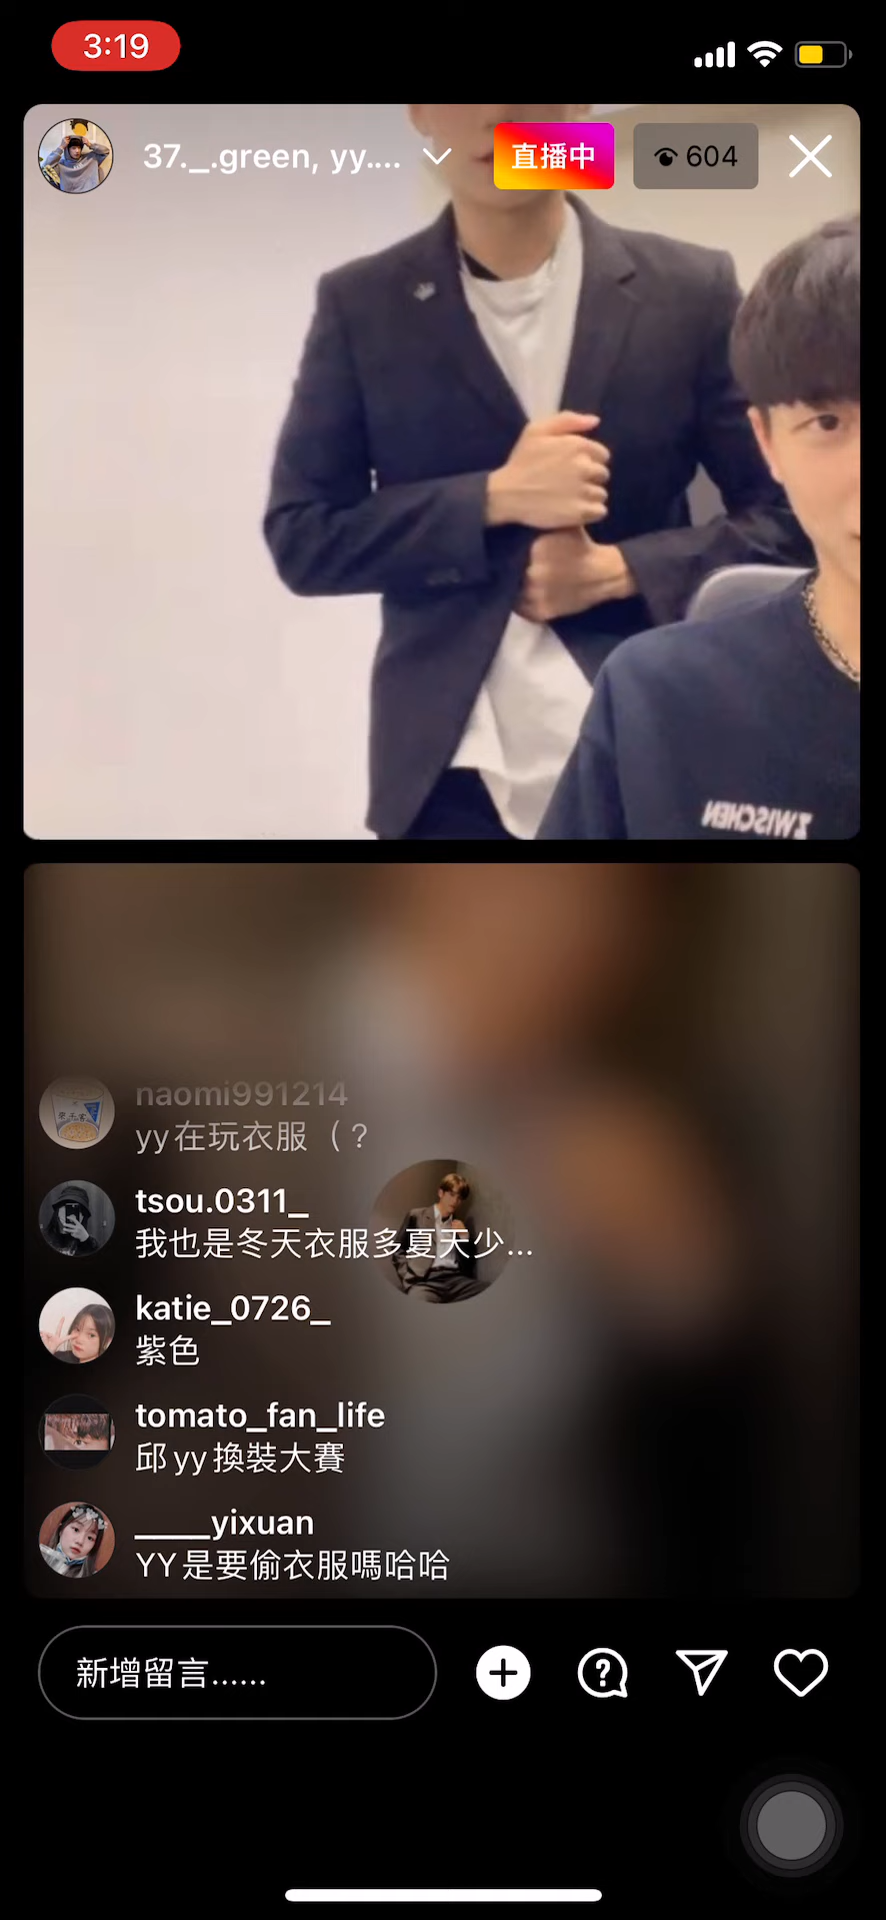 3:19
37._.green, yy....
直播中
604
ZWISCHEN
naomi991214
yy在玩衣服（？
tsou.0311_
我也是冬天衣服多夏天少...
katie_0726_
紫色
tomato_fan_life
邱yy換裝大賽
_____yixuan
YY是要偷衣服嗎哈哈
新增留言......